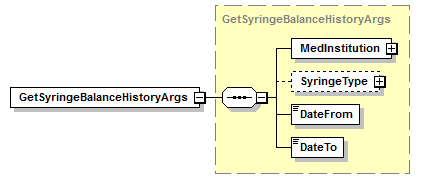 GetSyringeBalanceHistoryArgs
MedInstitution
SyringeType
GetSyringeBalanceHistoryArgs
DateFrom
DateTo